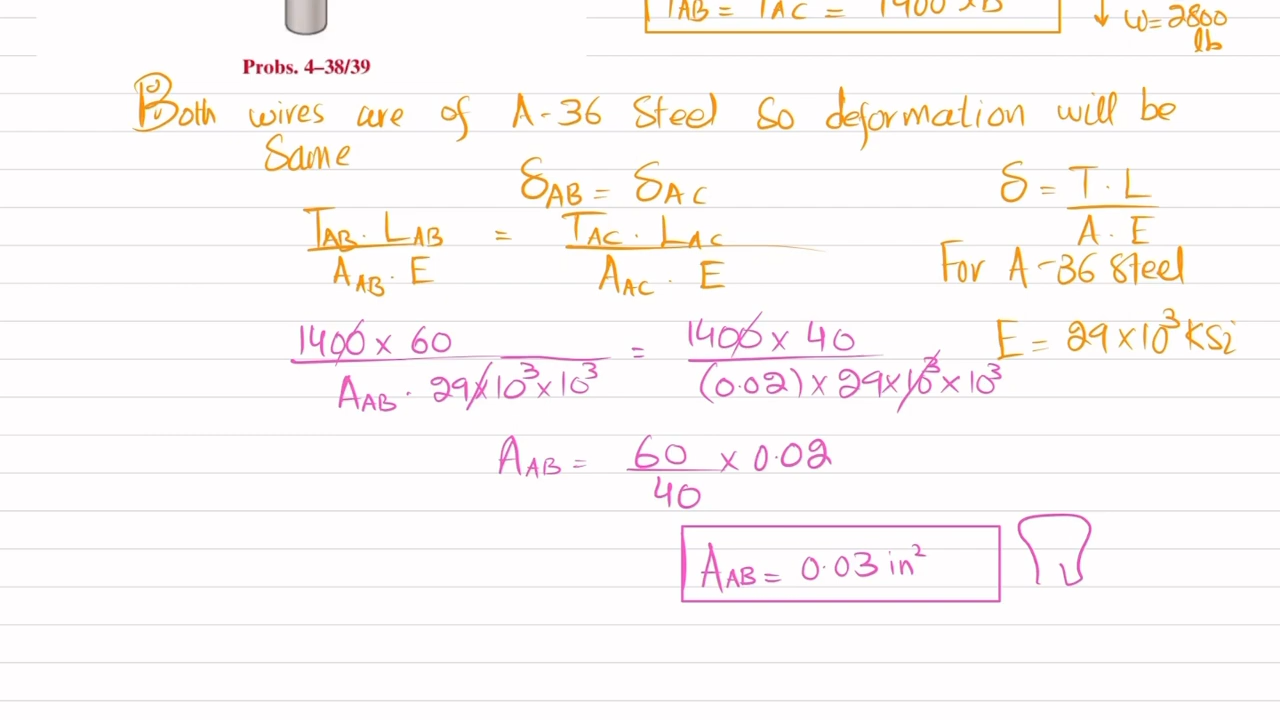 TAB = TAC = 1400 lb
↓ W = 2800
lb
Probs. 4–38/39
Both wires are of A-36 Steel So deformation will be
Same
δAB = δAC
δ = T · L / A · E
TAB · LAB / AAB · E = TAC · LAC / AAC · E
For A-36 Steel
E = 29 × 10³ KSi
1400 × 60 / AAB · 29 × 10³ × 10³ = 1400 × 40 / (0.02) × 29 × 10³ × 10³
AAB = 60 / 40 × 0.02
AAB = 0.03 in²